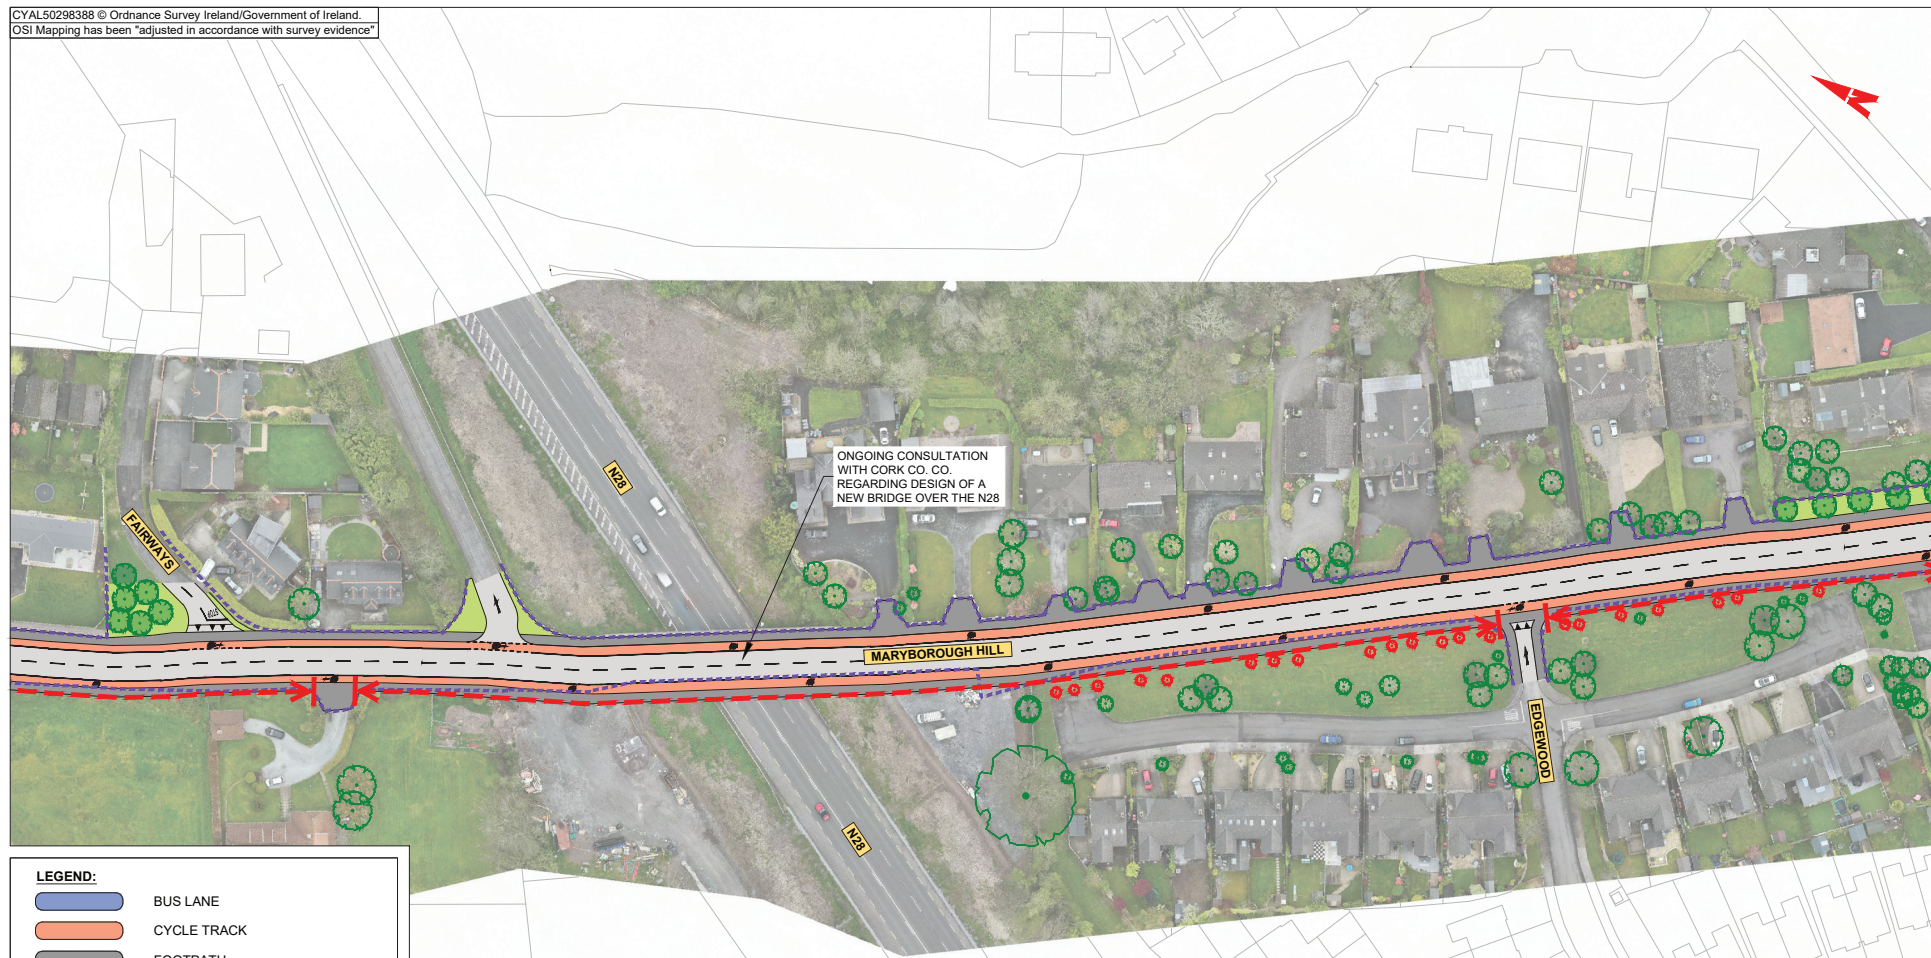 CYAL50298388 © Ordnance Survey Ireland/Government of Ireland.
OSI Mapping has been "adjusted in accordance with survey evidence"
N
N28
ONGOING CONSULTATION
WITH CORK CO. CO.
REGARDING DESIGN OF A
NEW BRIDGE OVER THE N28
FAIRWAYS
STOP
MARYBOROUGH HILL
EDGEWOOD
N28
LEGEND:
BUS LANE
CYCLE TRACK
FOOTPATH